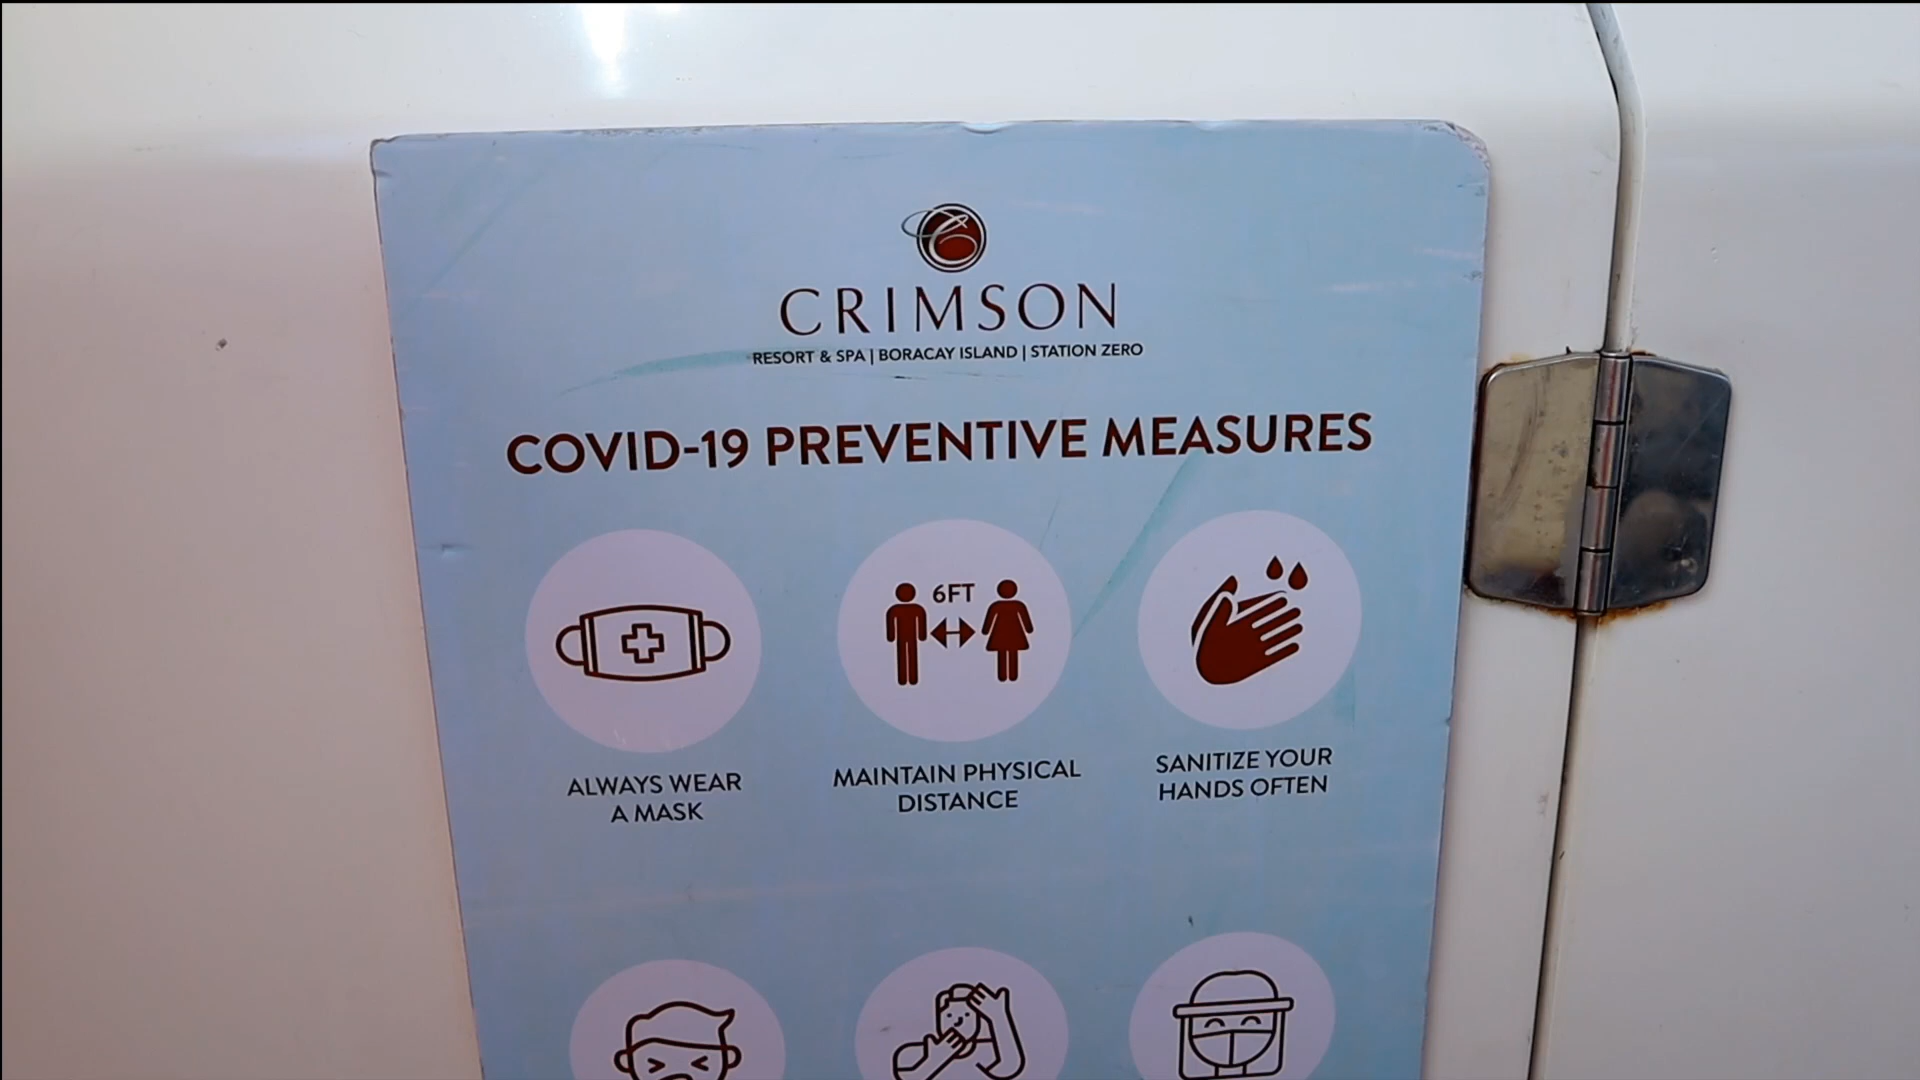 CRIMSON
RESORT & SPA | BORACAY ISLAND | STATION ZERO
COVID-19 PREVENTIVE MEASURES
6FT
ALWAYS WEAR
A MASK
MAINTAIN PHYSICAL
DISTANCE
SANITIZE YOUR
HANDS OFTEN